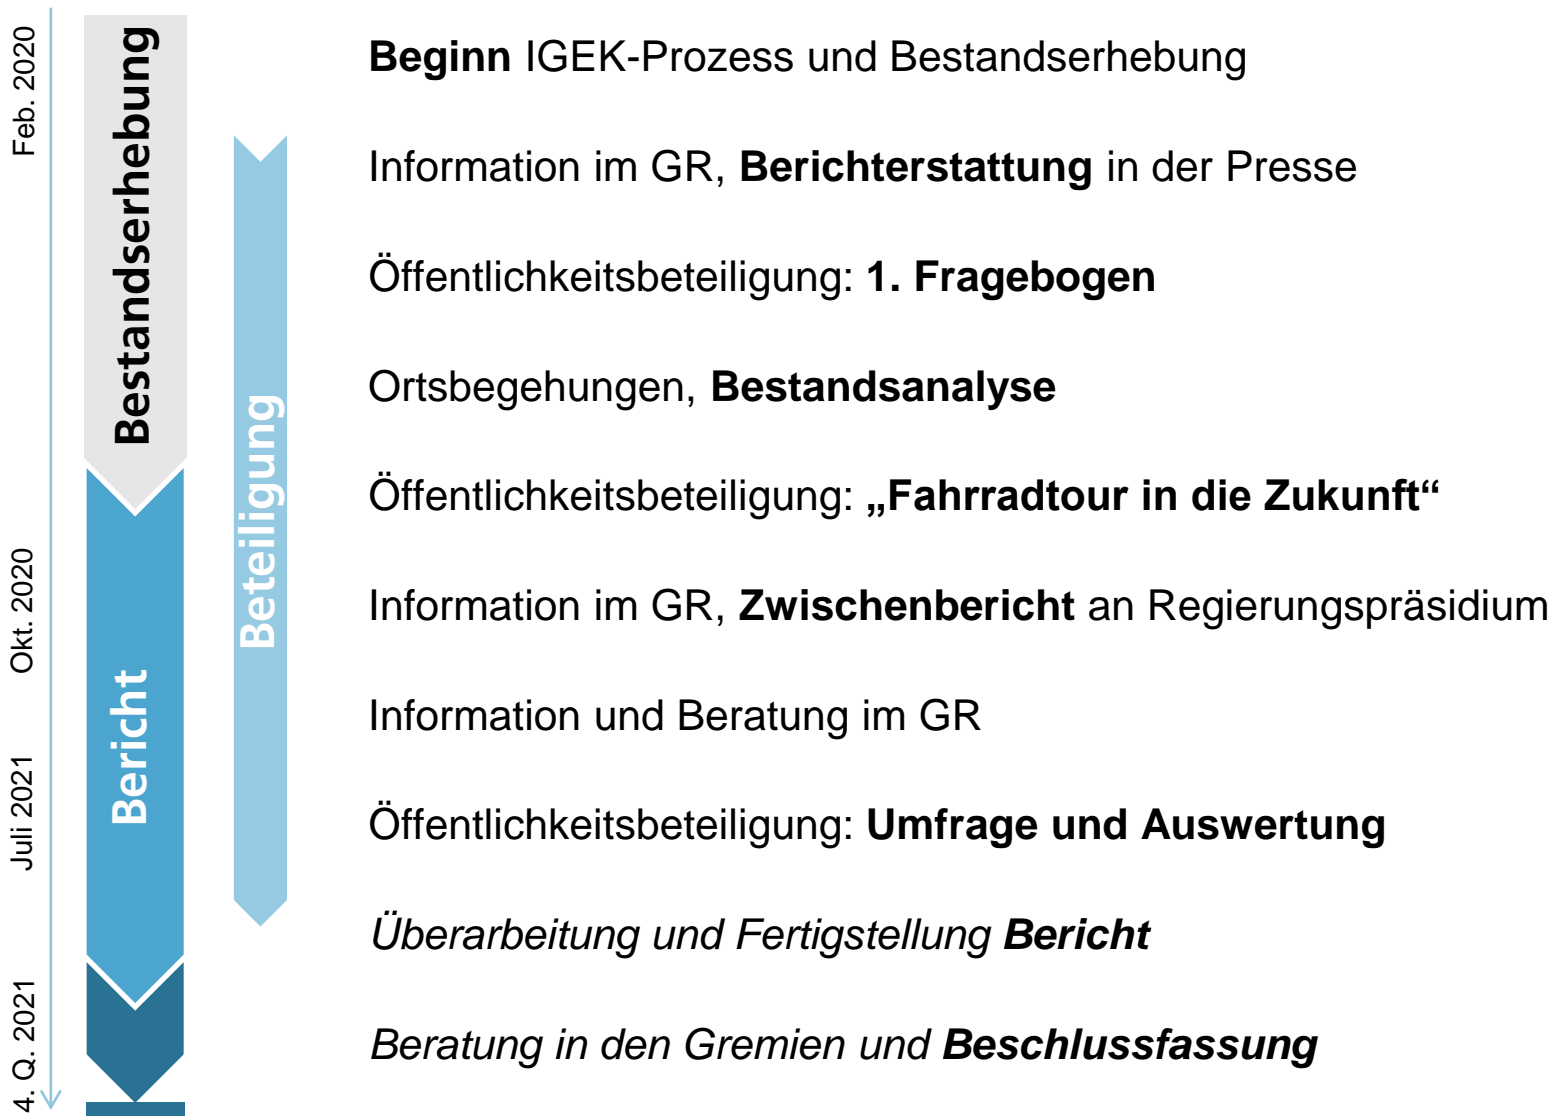 Feb. 2020
Okt. 2020
Juli 2021
4. Q. 2021
Bestandserhebung
Bericht
Beteiligung
Beginn IGEK-Prozess und Bestandserhebung
Information im GR, Berichterstattung in der Presse
Öffentlichkeitsbeteiligung: 1. Fragebogen
Ortsbegehungen, Bestandsanalyse
Öffentlichkeitsbeteiligung: „Fahrradtour in die Zukunft“
Information im GR, Zwischenbericht an Regierungspräsidium
Information und Beratung im GR
Öffentlichkeitsbeteiligung: Umfrage und Auswertung
Überarbeitung und Fertigstellung Bericht
Beratung in den Gremien und Beschlussfassung